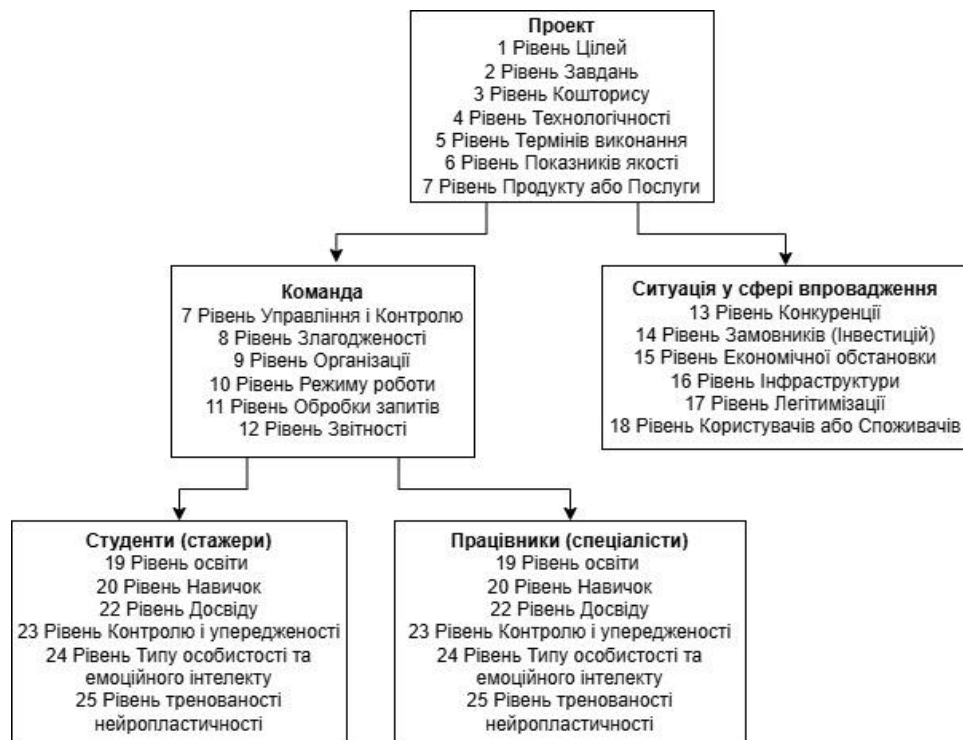 Проект
1 Рівень Цілей
2 Рівень Завдань
3 Рівень Кошторису
4 Рівень Технологічності
5 Рівень Термінів виконання
6 Рівень Показників якості
7 Рівень Продукту або Послуги
Команда
7 Рівень Управління і Контролю
8 Рівень Злагодженості
9 Рівень Організації
10 Рівень Режиму роботи
11 Рівень Обробки запитів
12 Рівень Звітності
Ситуація у сфері впровадження
13 Рівень Конкуренції
14 Рівень Замовників (Інвестицій)
15 Рівень Економічної обстановки
16 Рівень Інфраструктури
17 Рівень Легітимізації
18 Рівень Користувачів або Споживачів
Студенти (стажери)
19 Рівень освіти
20 Рівень Навичок
22 Рівень Досвіду
23 Рівень Контролю і упередженості
24 Рівень Типу особистості та
емоційного інтелекту
25 Рівень тренованості
нейропластичності
Працівники (спеціалісти)
19 Рівень освіти
20 Рівень Навичок
22 Рівень Досвіду
23 Рівень Контролю і упередженості
24 Рівень Типу особистості та
емоційного інтелекту
25 Рівень тренованості
нейропластичності